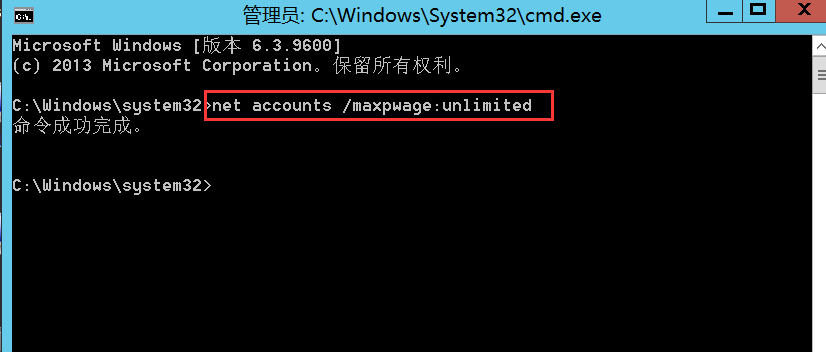 管理员: C:\Windows\System32\cmd.exe
Microsoft Windows [版本 6.3.9600]
(c) 2013 Microsoft Corporation。保留所有权利。
C:\Windows\system32>net accounts /maxpwage:unlimited
命令成功完成。
C:\Windows\system32>